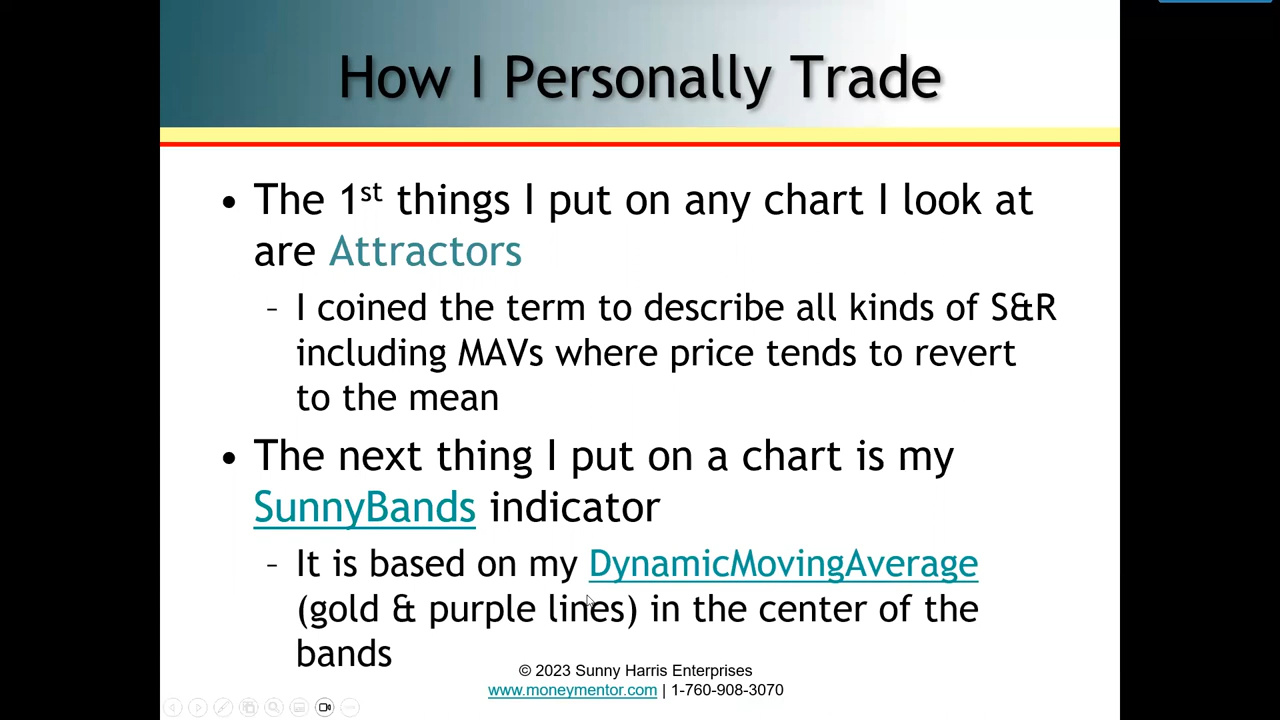 How I Personally Trade
• The 1st things I put on any chart I look at
are Attractors
– I coined the term to describe all kinds of S&R
including MAVs where price tends to revert
to the mean
• The next thing I put on a chart is my
SunnyBands indicator
– It is based on my DynamicMovingAverage
(gold & purple lines) in the center of the
bands
© 2023 Sunny Harris Enterprises
www.moneymentor.com | 1-760-908-3070